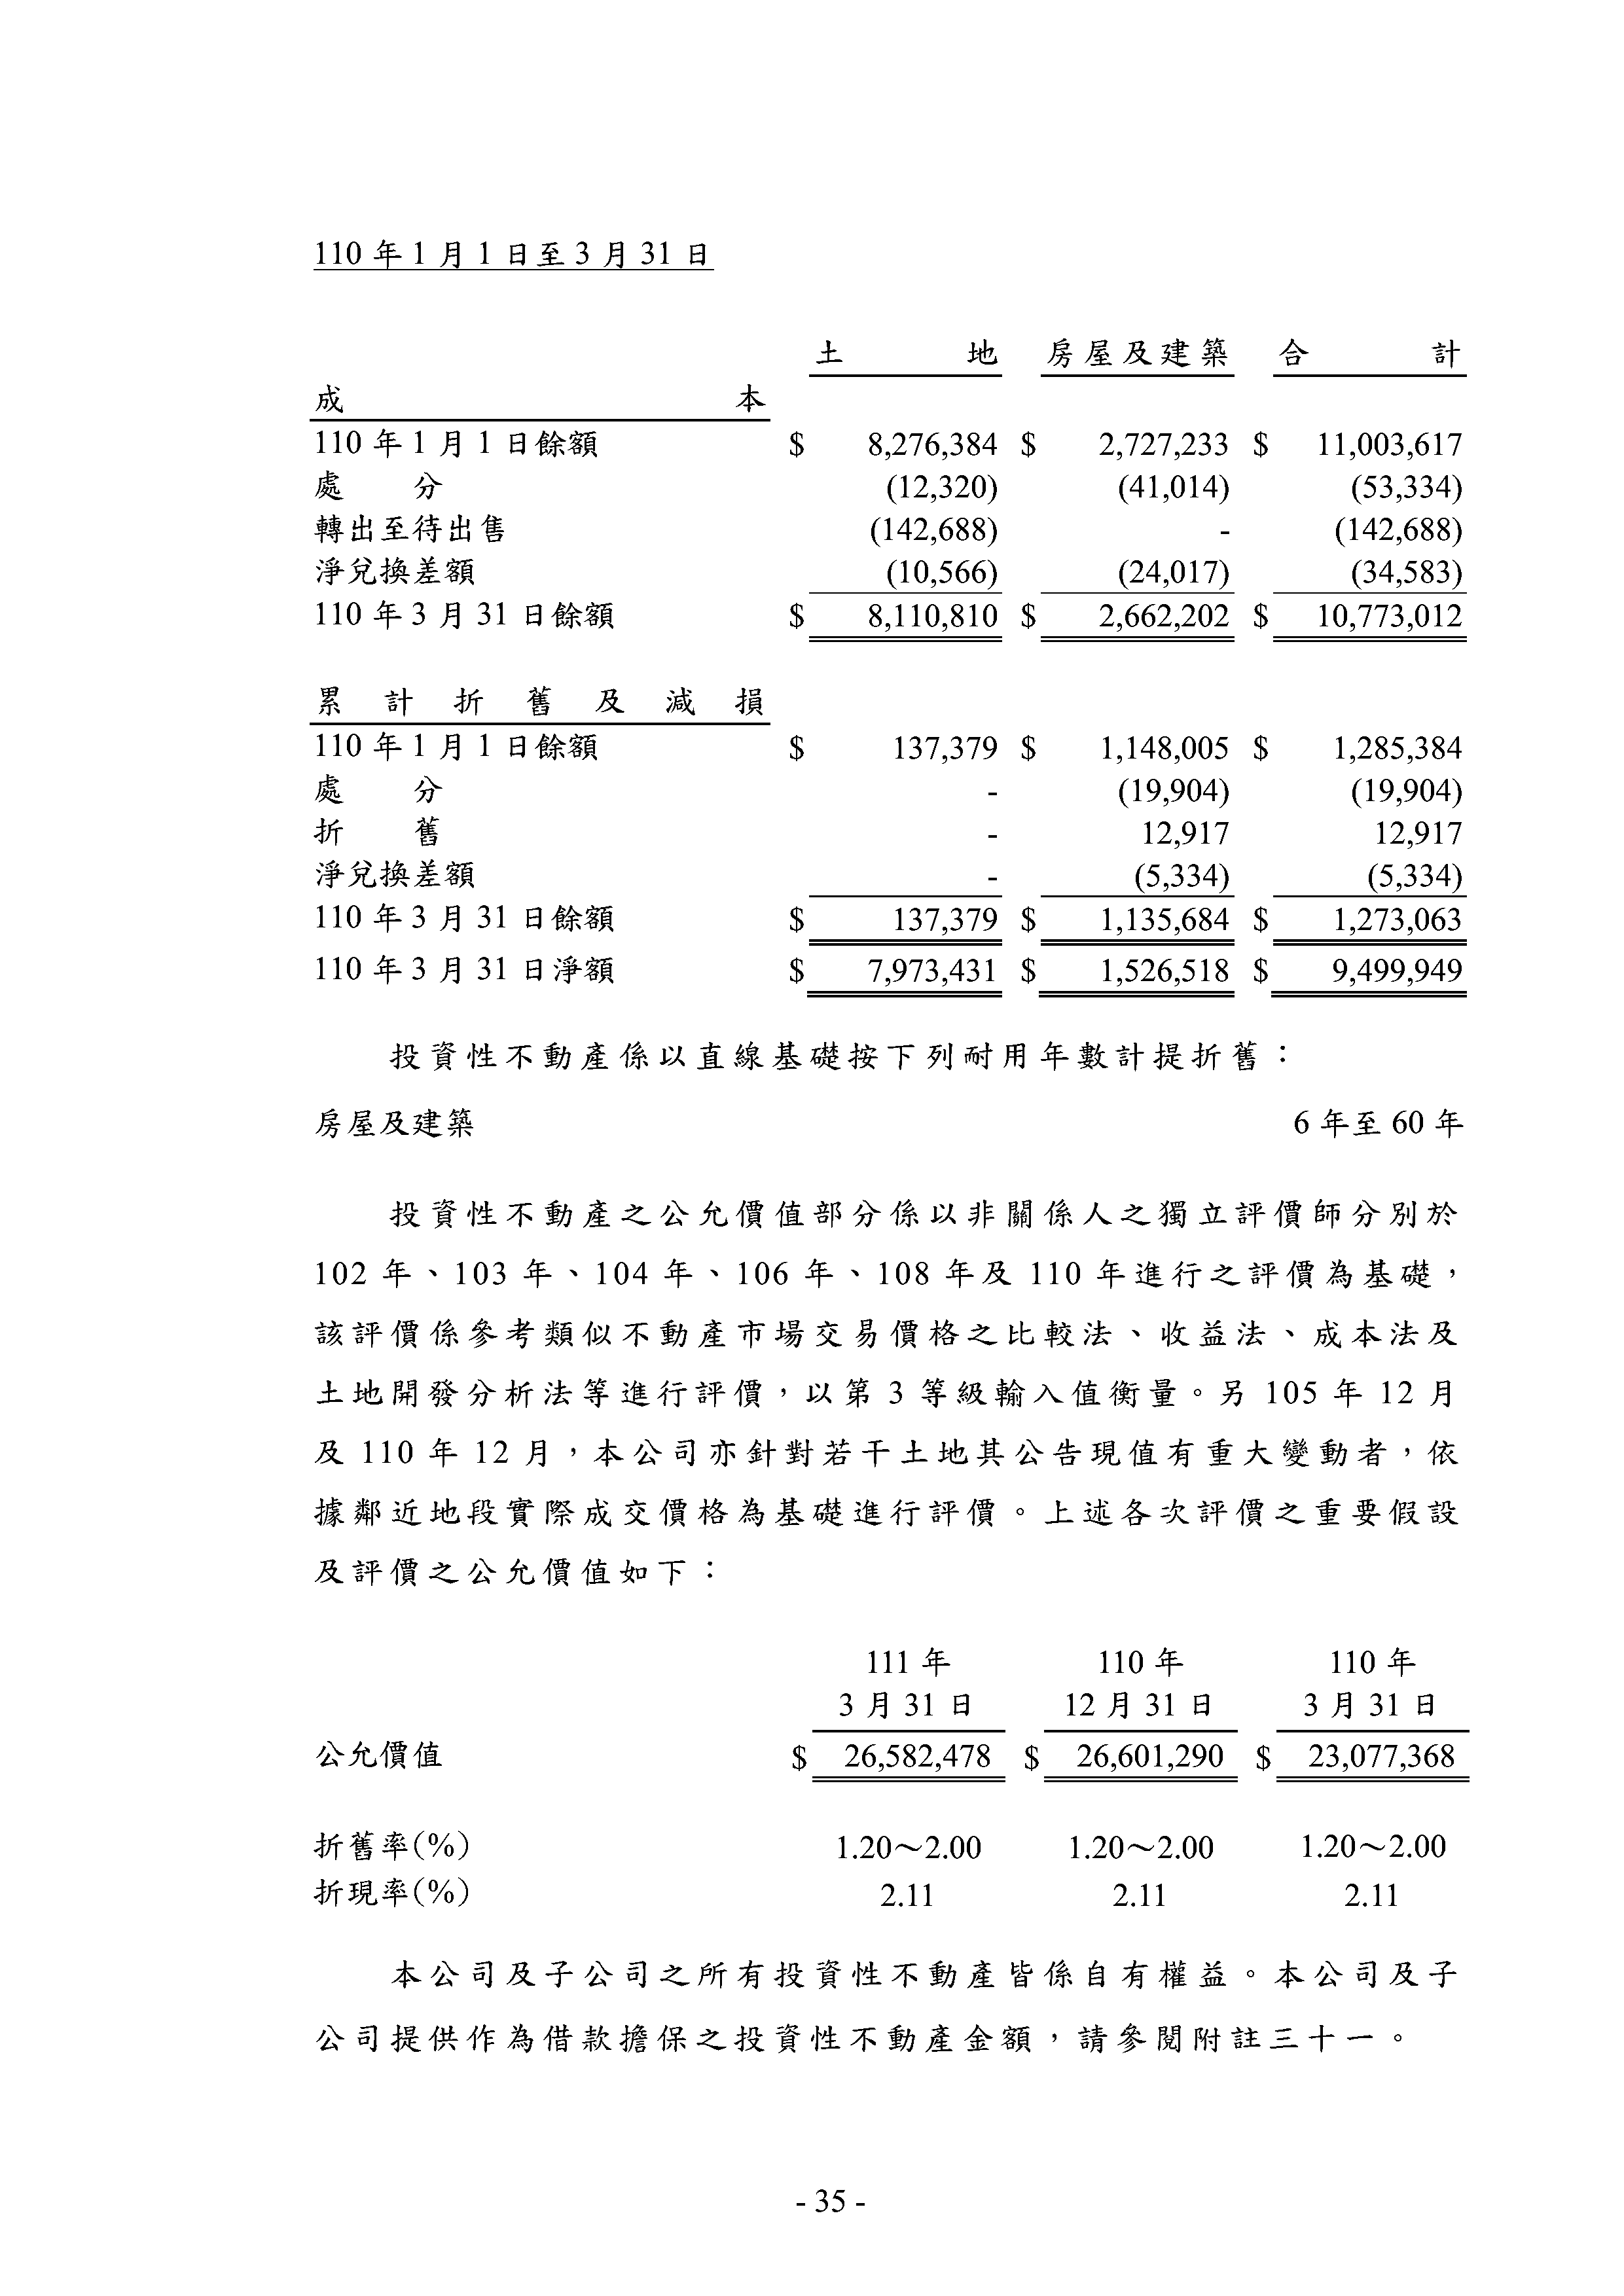 110 年 1 月 1 日至 3 月 31 日
土　　地　房屋及建築　合　　計
成　　本
110 年 1 月 1 日餘額 $ 8,276,384 $ 2,727,233 $ 11,003,617
處　　分 (12,320) (41,014) (53,334)
轉出至待出售 (142,688) - (142,688)
淨兌換差額 (10,566) (24,017) (34,583)
110 年 3 月 31 日餘額 $ 8,110,810 $ 2,662,202 $ 10,773,012
累計折舊及減損
110 年 1 月 1 日餘額 $ 137,379 $ 1,148,005 $ 1,285,384
處　　分 - (19,904) (19,904)
折　　舊 - 12,917 12,917
淨兌換差額 - (5,334) (5,334)
110 年 3 月 31 日餘額 $ 137,379 $ 1,135,684 $ 1,273,063
110 年 3 月 31 日淨額 $ 7,973,431 $ 1,526,518 $ 9,499,949
投資性不動產係以直線基礎按下列耐用年數計提折舊：
房屋及建築 6 年至 60 年
投資性不動產之公允價值部分係以非關係人之獨立評價師分別於
102 年、103 年、104 年、106 年、108 年及 110 年進行之評價為基礎，
該評價係參考類似不動產市場交易價格之比較法、收益法、成本法及
土地開發分析法等進行評價，以第 3 等級輸入值衡量。另 105 年 12 月
及 110 年 12 月，本公司亦針對若干土地其公告現值有重大變動者，依
據鄰近地段實際成交價格為基礎進行評價。上述各次評價之重要假設
及評價之公允價值如下：
111 年 110 年 110 年
3 月 31 日 12 月 31 日 3 月 31 日
公允價值 $ 26,582,478 $ 26,601,290 $ 23,077,368
折舊率(%) 1.20～2.00 1.20～2.00 1.20～2.00
折現率(%) 2.11 2.11 2.11
本公司及子公司之所有投資性不動產皆係自有權益。本公司及子
公司提供作為借款擔保之投資性不動產金額，請參閱附註三十一。
- 35 -